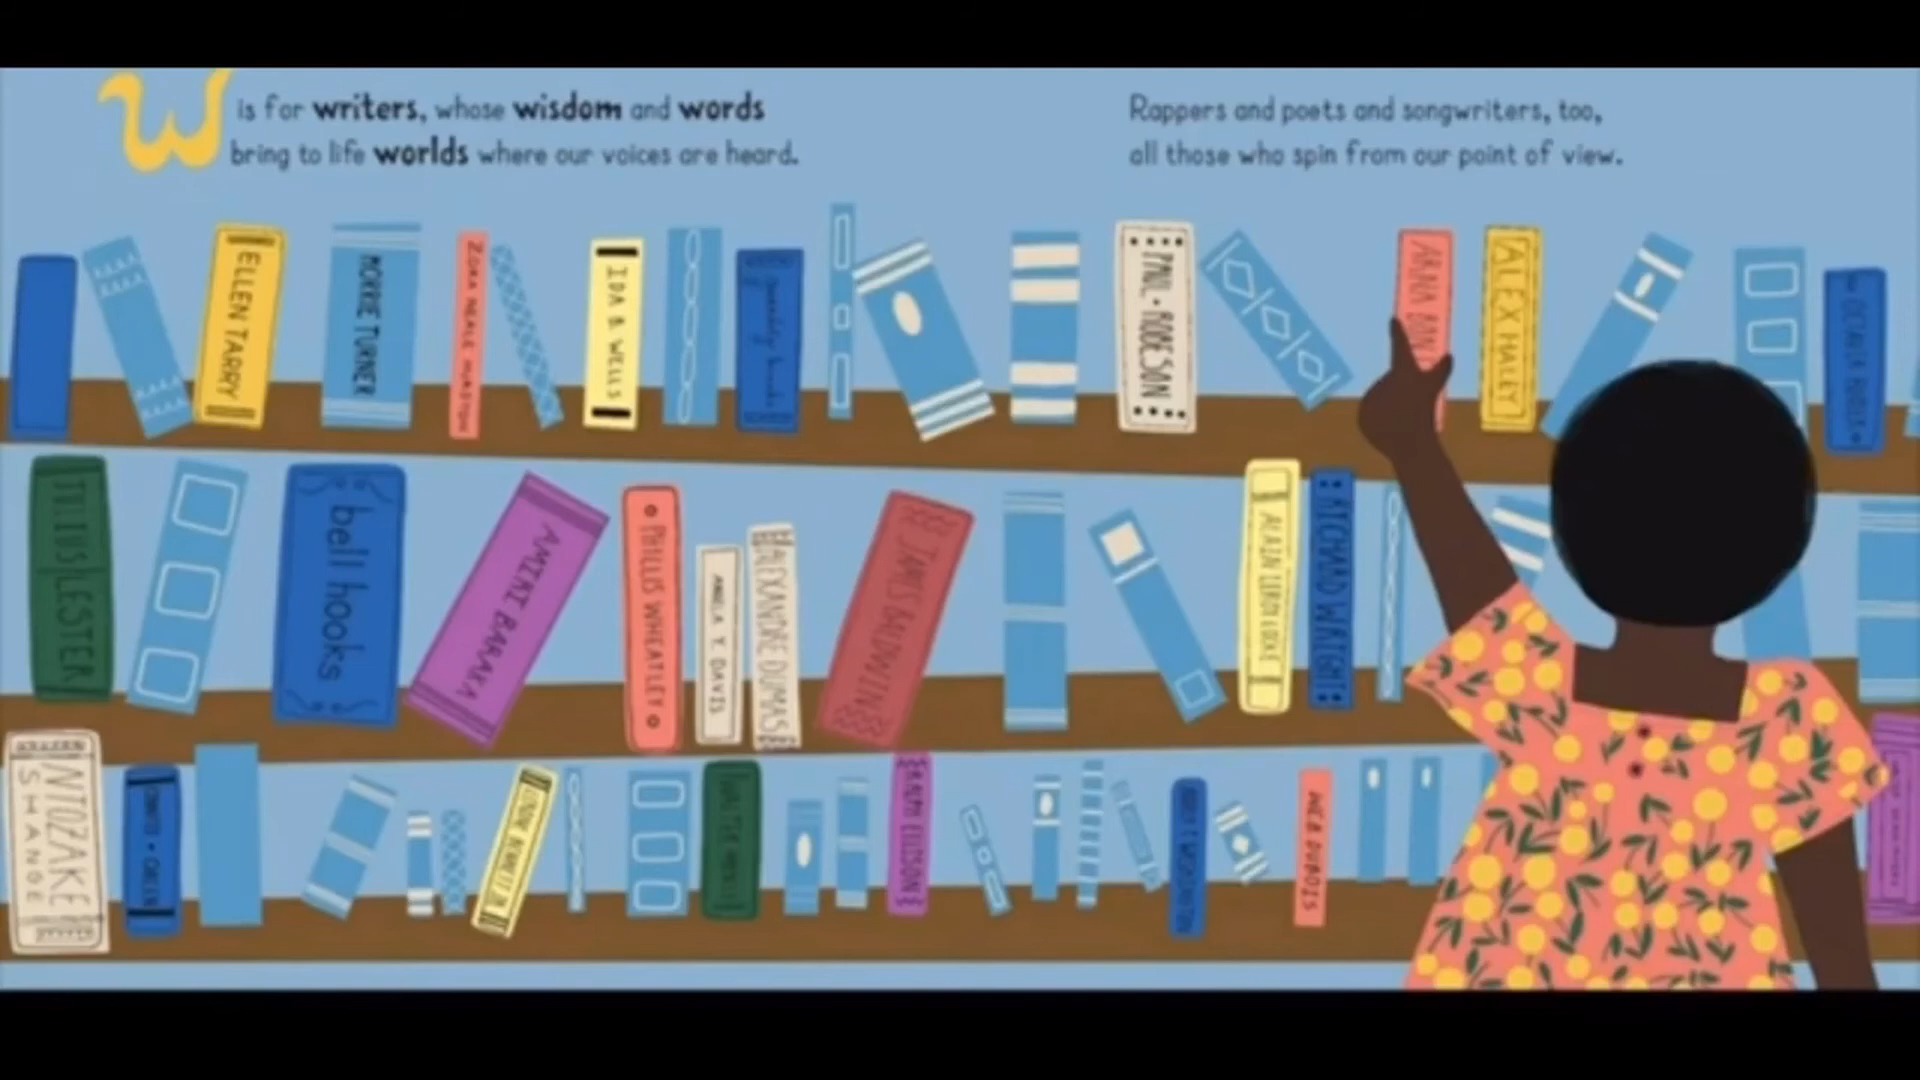 W is for writers, whose wisdom and words
bring to life worlds where our voices are heard.
Rappers and poets and songwriters, too,
all those who spin from our point of view.
ELLEN TARRY
MORRIE TURNER
ZORA NEALE HURSTON
IDA B. WELLS
PAUL • ROBESON
ARNA BON
ALEX HALEY
JULIUS LESTER
bell hooks
AMIRI BARAKA
PHILLIS WHEATLEY
ANGELA Y. DAVIS
ALEXANDRE DUMAS
JAMES BALDWIN
ALAIN LEROY LOCKE
RICHARD WRIGHT
NTOZAKE
SHANGE
RALPH ELLISON
WEB DUBOIS